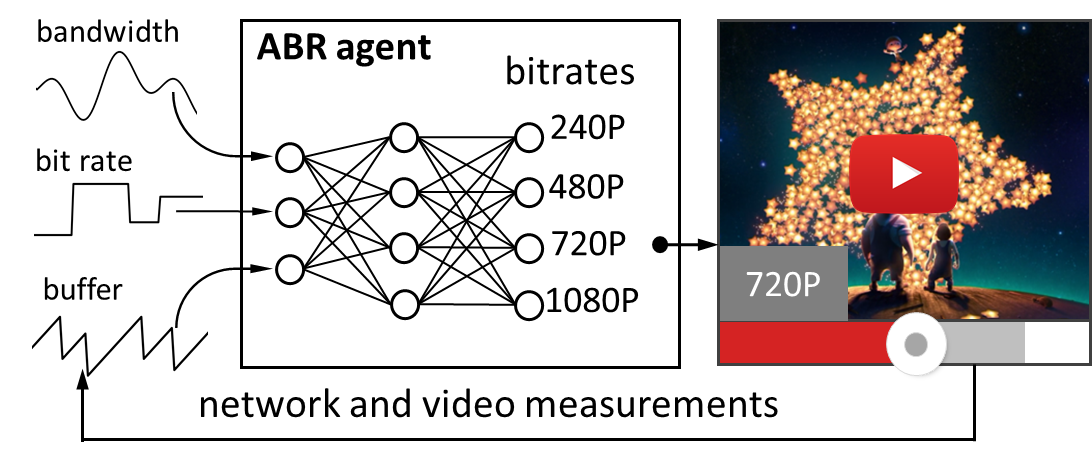 bandwidth
bit rate
buffer
ABR agent
bitrates
240P
480P
720P
1080P
720P
network and video measurements